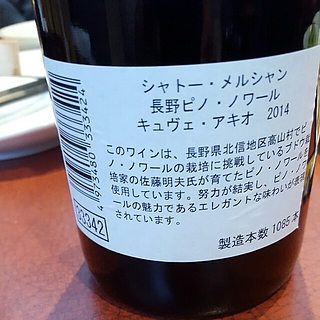 シャトー・メルシャン
長野ピノ・ノワール
キュヴェ・アキオ 2014
このワインは、長野県北信地区高山村でピ
ノ・ノワールの栽培に挑戦しているブドウ栽
培家の佐藤明夫氏が育てたピノ・ノワールを
使用しています。努力が結実し、ピノ・ノワ
ールの魅力であるエレガントな味わいが表現
されています。
製造本数 1085 本
4 973480 333424
33342